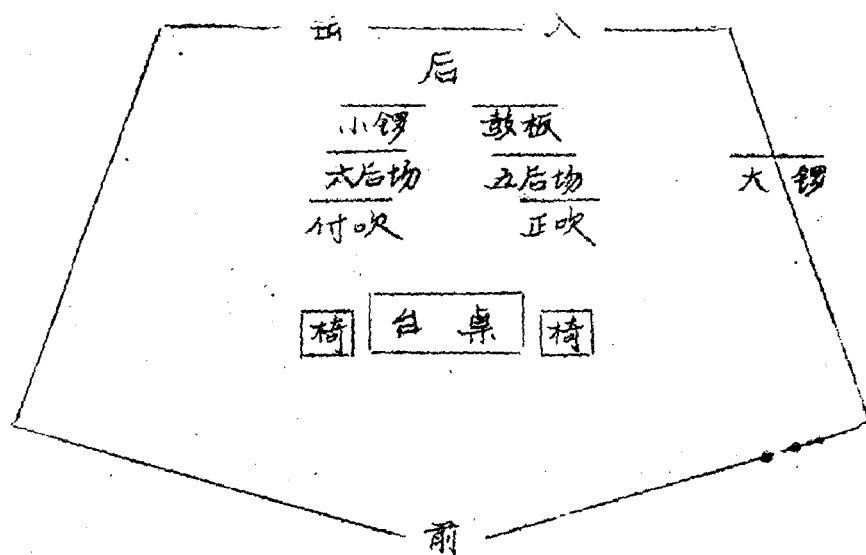 出 入
后
小锣 鼓板
六后场 五后场 大锣
付吹 正吹
椅 台桌 椅
前